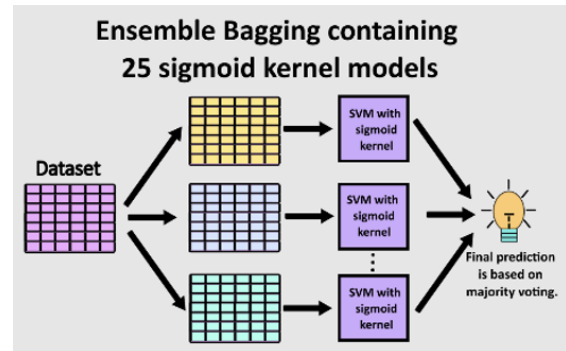 Ensemble Bagging containing
25 sigmoid kernel models
Dataset
SVM with
sigmoid
kernel
SVM with
sigmoid
kernel
SVM with
sigmoid
kernel
Final prediction
is based on
majority voting.